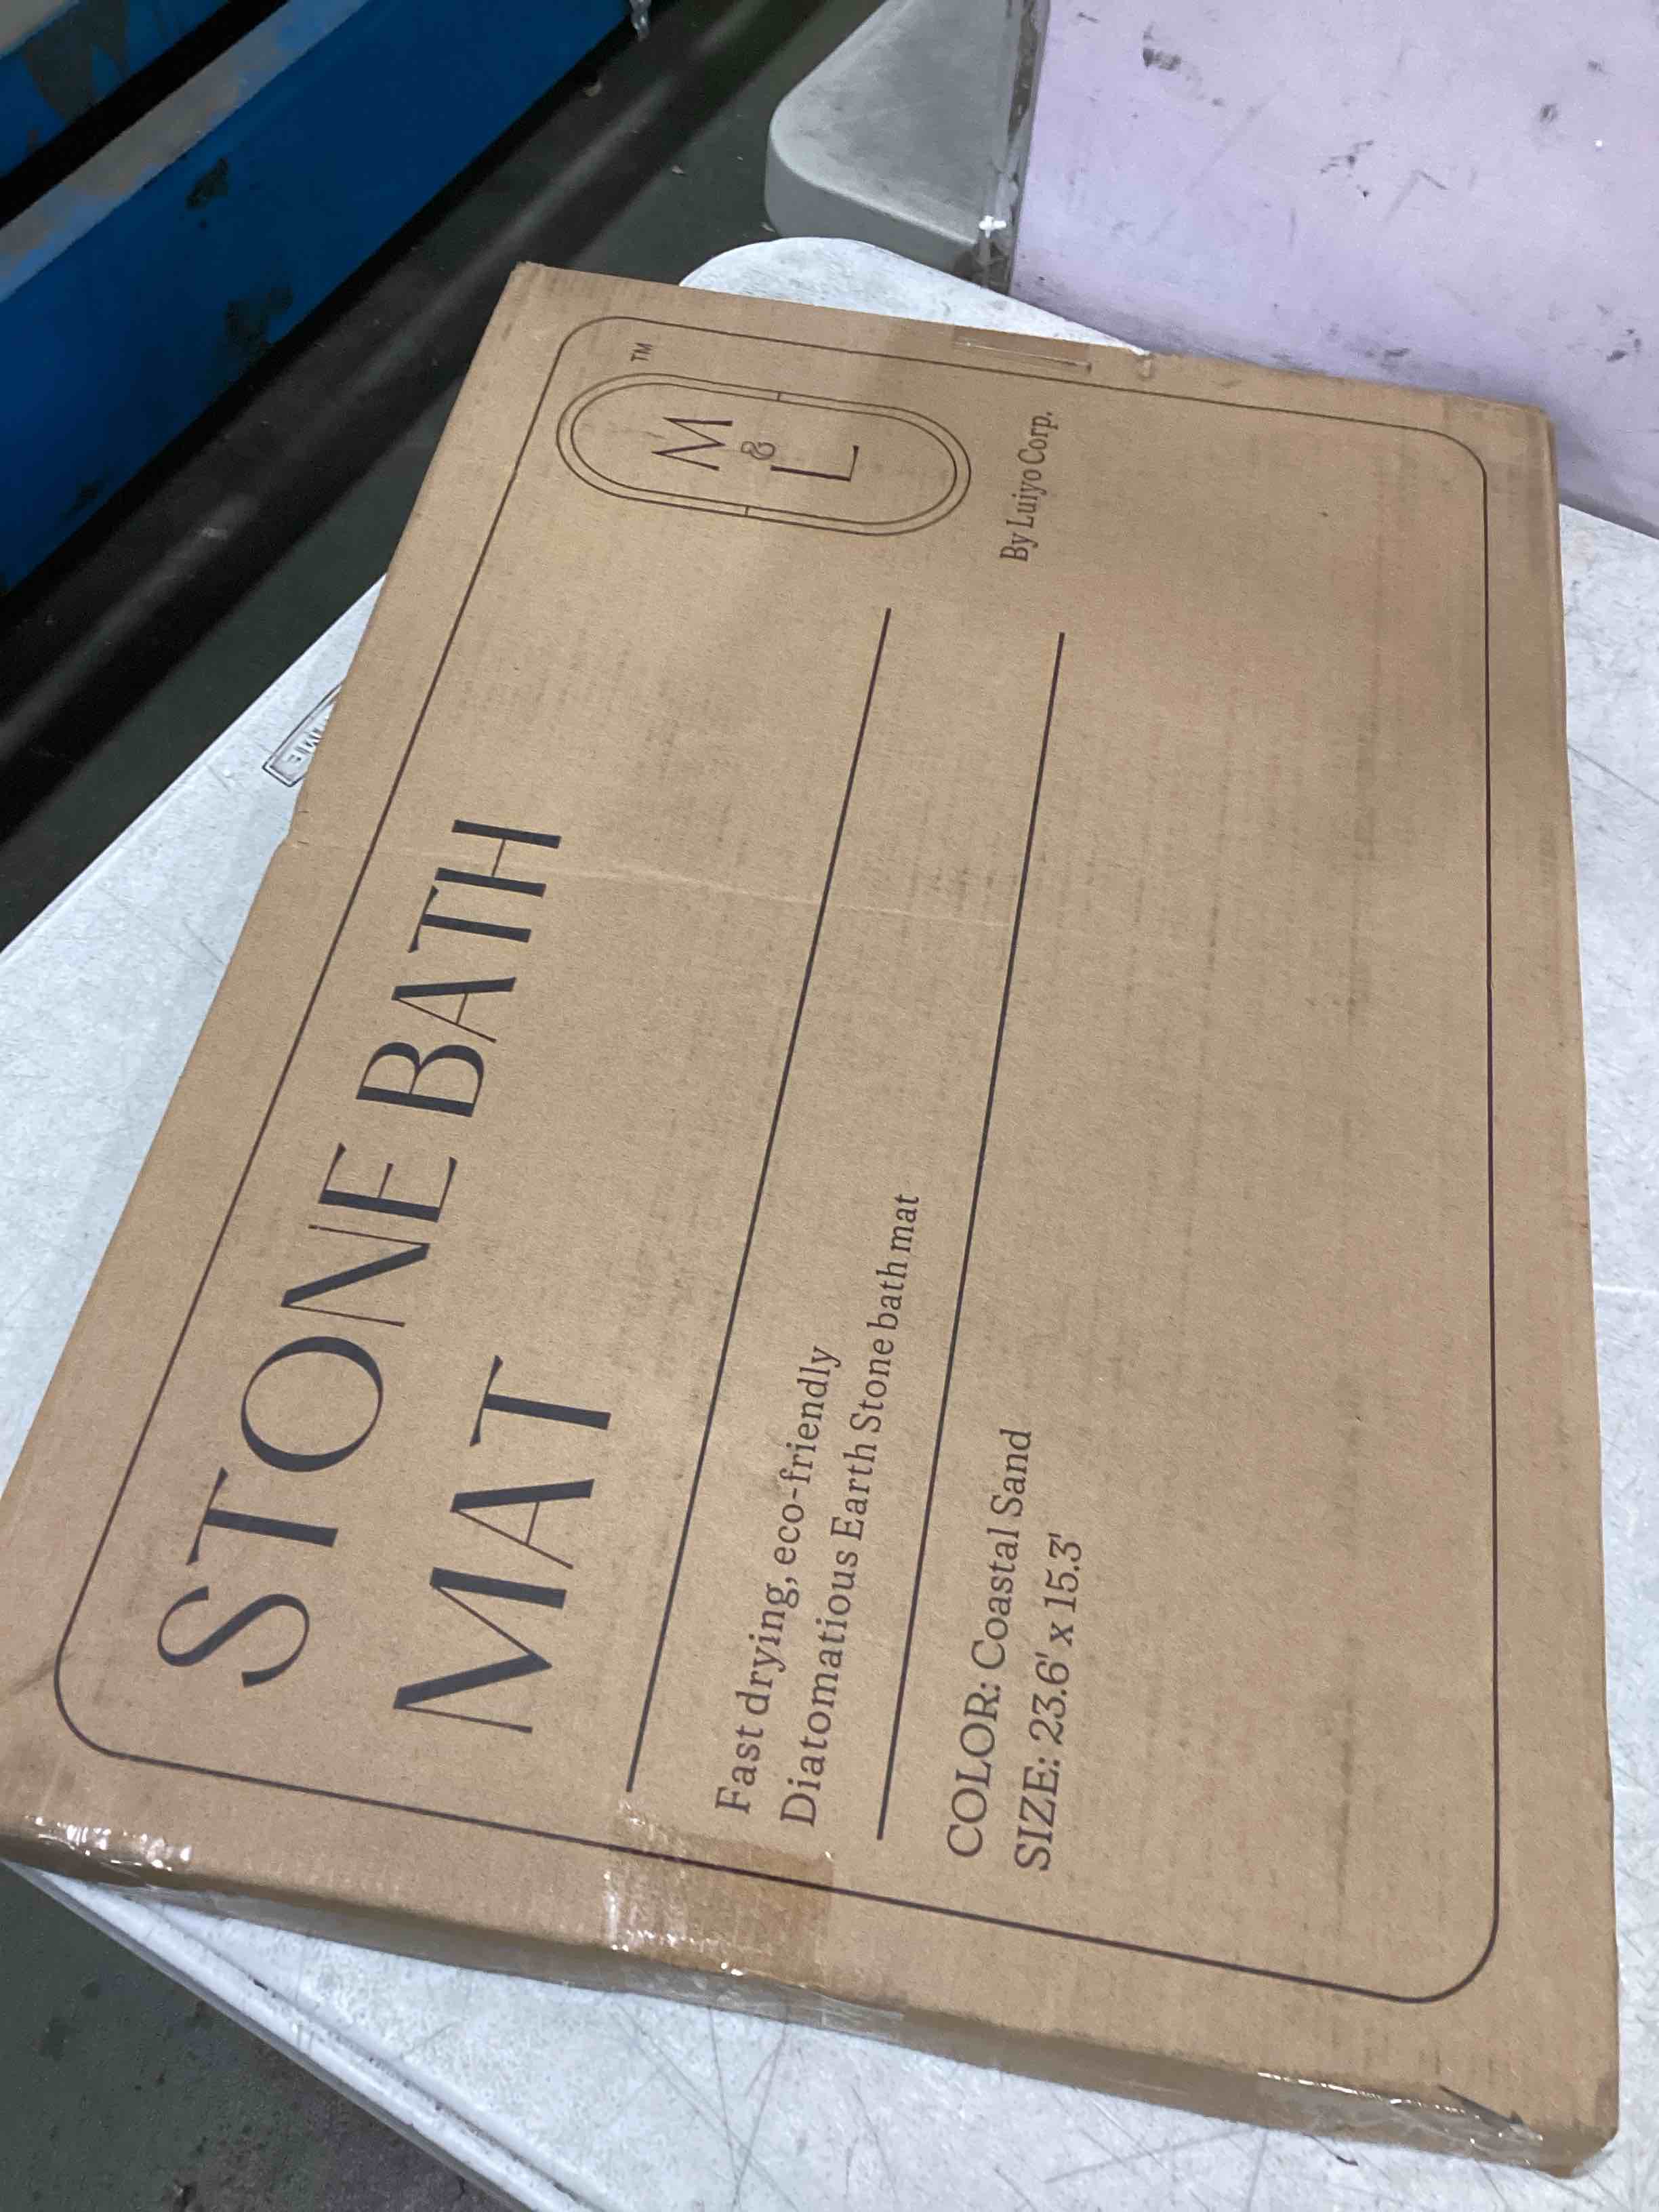 STONE BATH
MAT
M
&
L
TM
By Luiyo Corp.
Fast drying, eco-friendly
Diatomatious Earth Stone bath mat
COLOR: Coastal Sand
SIZE: 23.6' x 15.3'